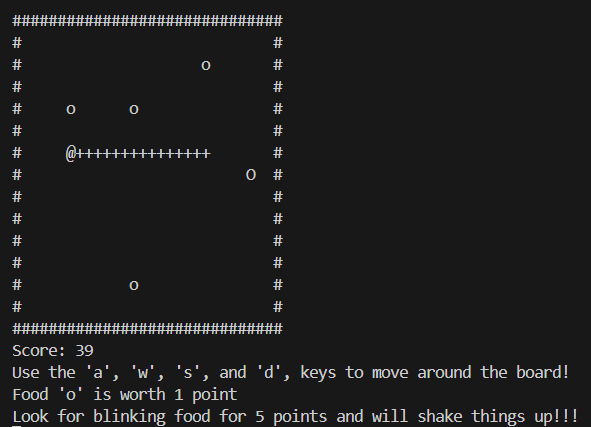 ##############################
#                            #
#                    o       #
#                            #
#     o      o               #
#                            #
#     @+++++++++++++++       #
#                         O  #
#                            #
#                            #
#                            #
#                            #
#            o               #
#                            #
##############################
Score: 39
Use the 'a', 'w', 's', and 'd', keys to move around the board!
Food 'o' is worth 1 point
Look for blinking food for 5 points and will shake things up!!!